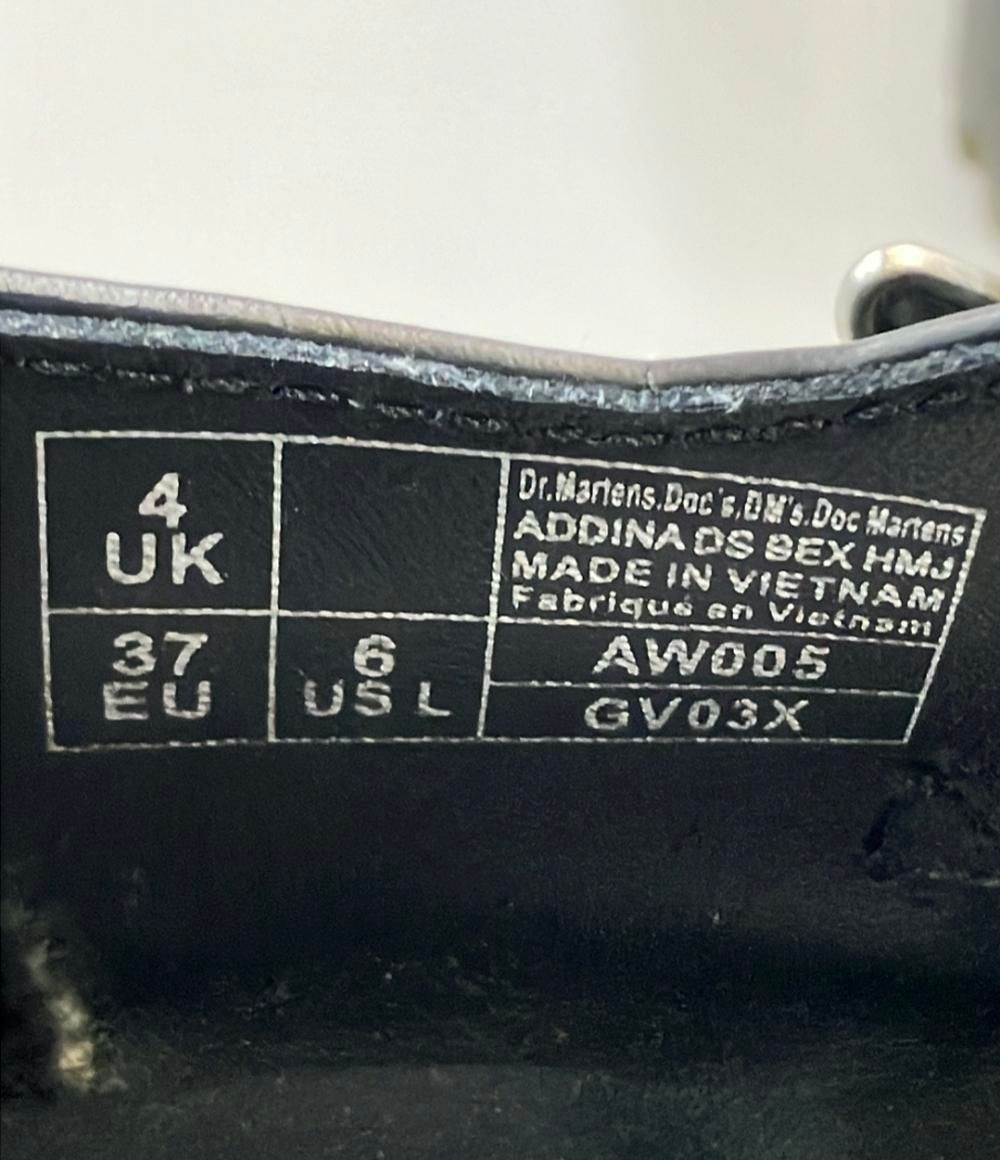 4
UK
37
EU
6
US L
Dr.Martens.Doc's.DM's.Doc Martens
ADDINA DS BEX HMJ
MADE IN VIETNAM
Fabriqué en Vietnam
AW005
GV03X